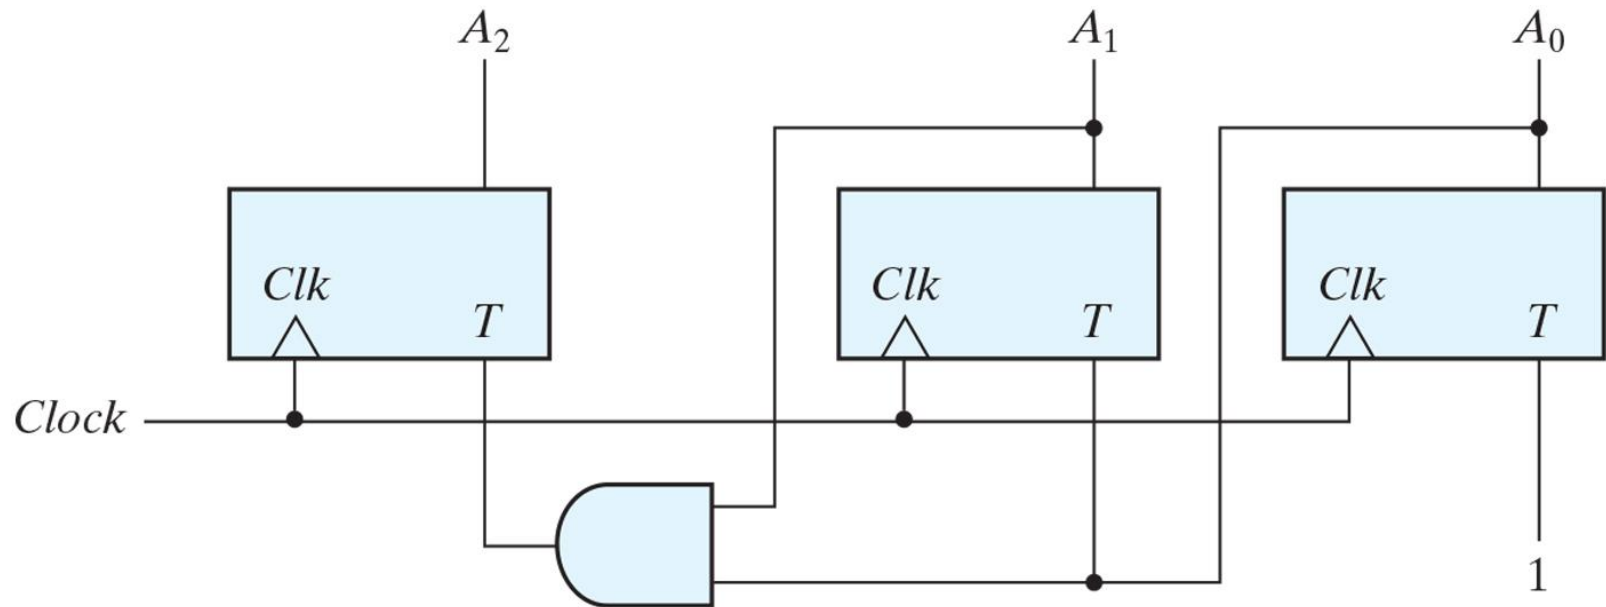 A₂ A₁ A₀
Clk Clk Clk
T T T
Clock
1